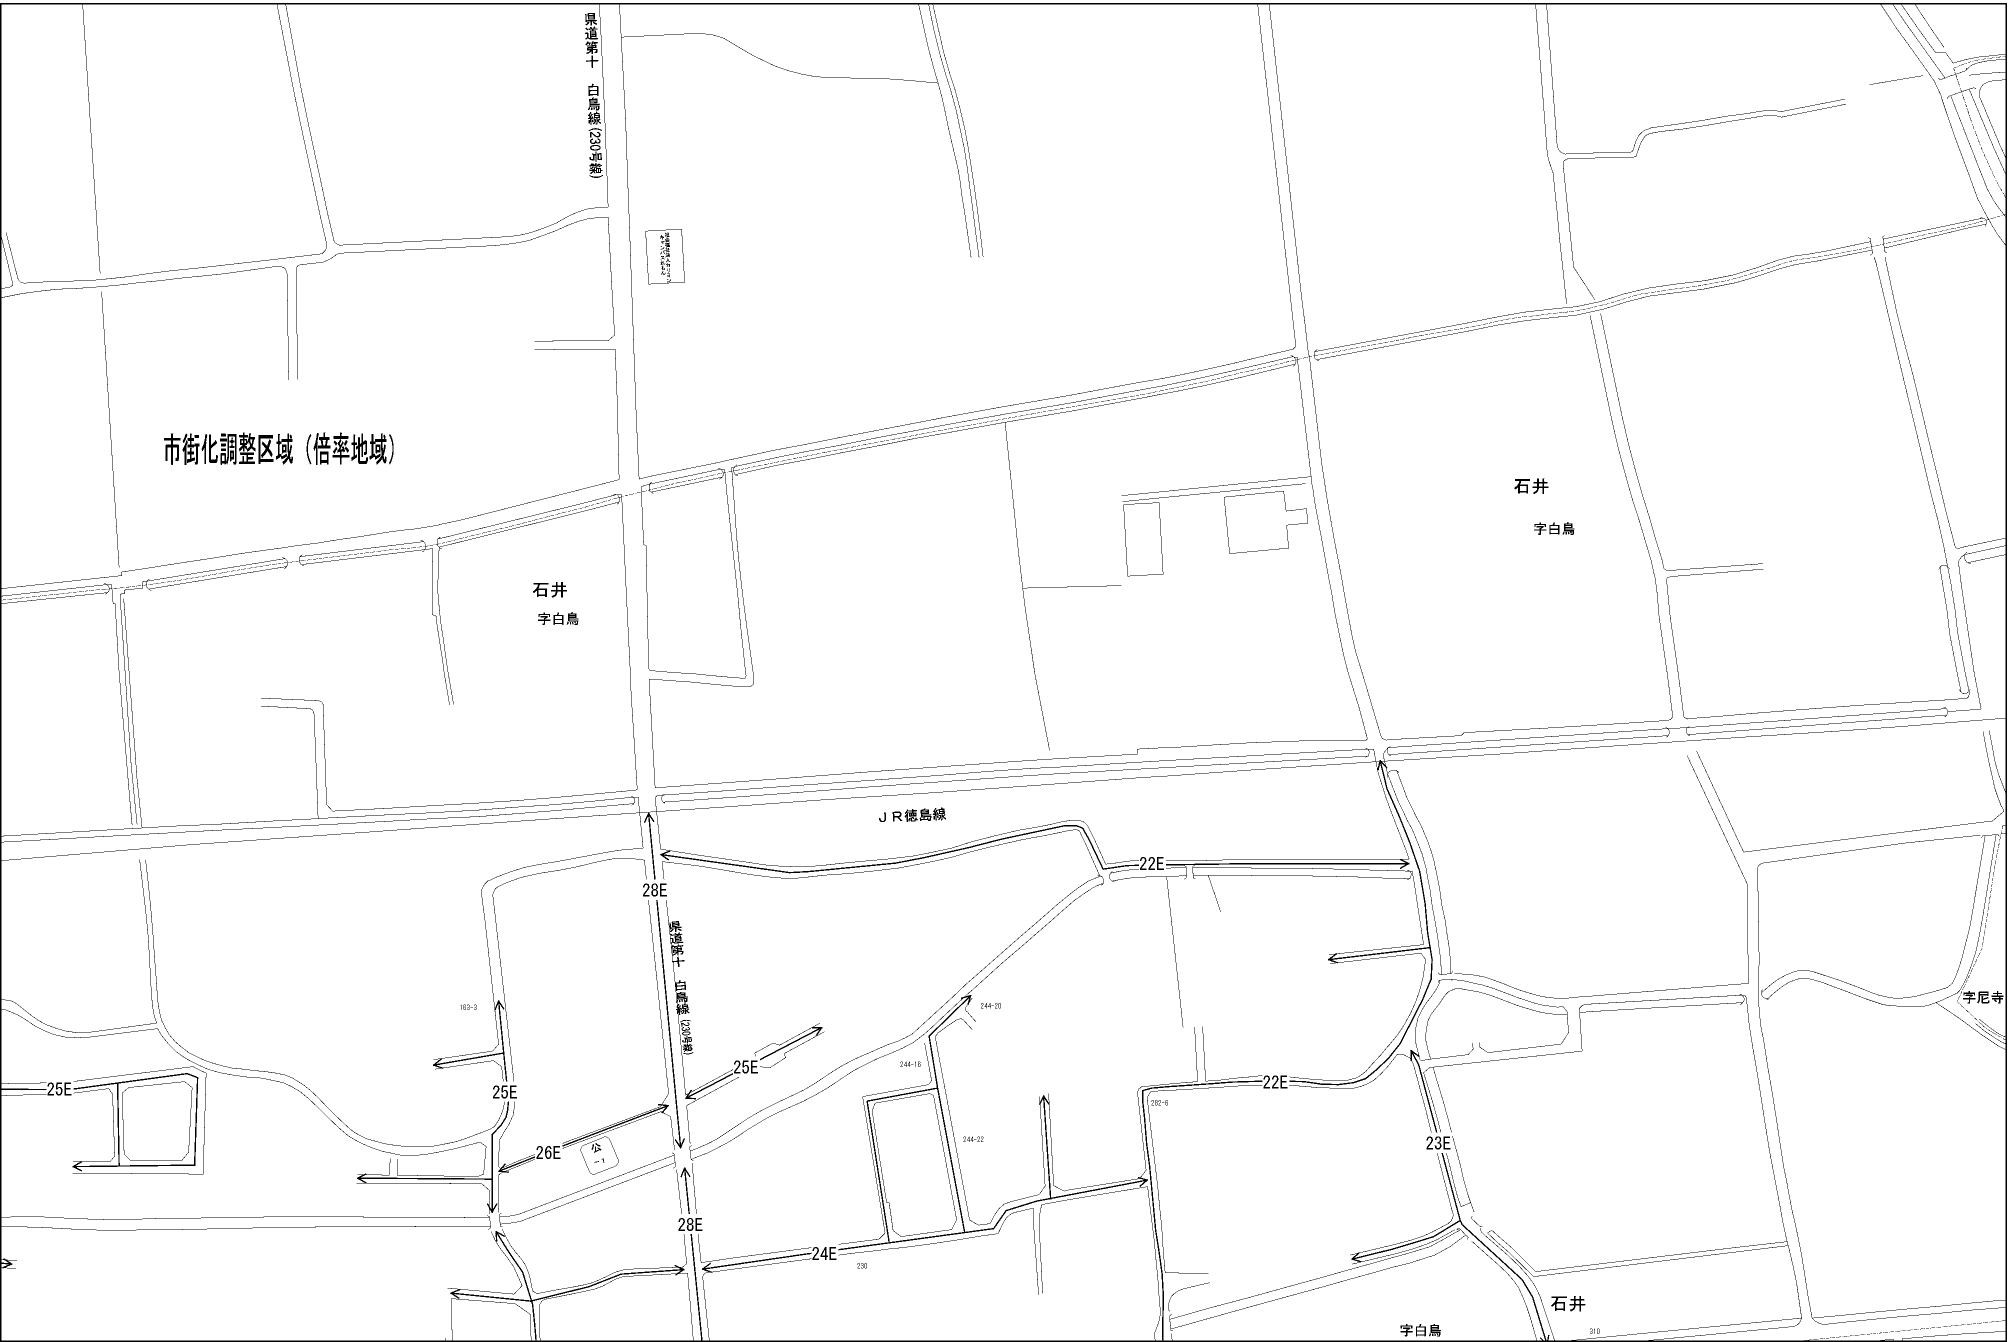 県道第十　白鳥線(230号線)
市街化調整区域（倍率地域）
石井
字白鳥
石井
字白鳥
ＪＲ徳島線
22E
28E
県道第十　白鳥線(230号線)
字尼寺
163-3
244-20
244-16
25E
25E
25E
22E
282-6
244-22
23E
公
26E
28E
24E
230
石井
字白鳥
310